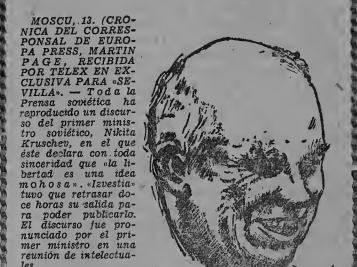 MOSCU, 13. (CRO-
NICA DEL CORRES-
PONSAL DE EURO-
PA PRESS, MARTIN
PAGE, RECIBIDA
POR TELEX EN EX-
CLUSIVA PARA «SE-
VILLA». — Toda la
Prensa soviética ha
reproducido un discur-
so del primer minis-
tro soviético, Nikita
Kruschev, en el que
éste declara con toda
sinceridad que «la li-
bertad es una idea
mohosa». «Izvestia»
tuvo que retrasar do-
ce horas su salida pa-
ra poder publicarlo.
El discurso fue pro-
nunciado por el pri-
mer ministro en una
reunión de intelectua-
les